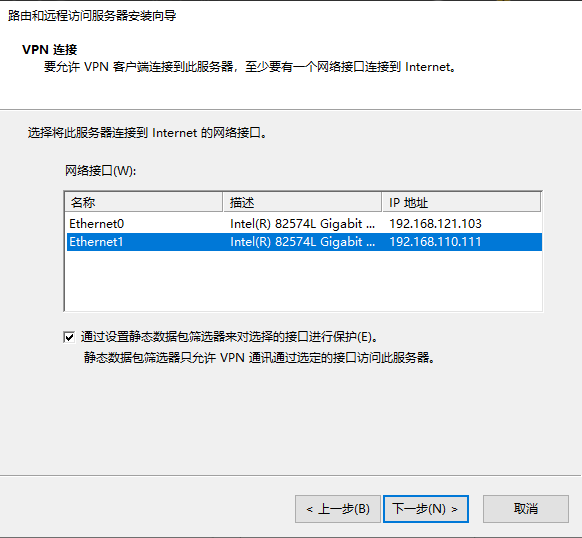 路由和远程访问服务器安装向导
VPN 连接
要允许 VPN 客户端连接到此服务器，至少要有一个网络接口连接到 Internet。
选择将此服务器连接到 Internet 的网络接口。
网络接口(W):
名称 描述 IP 地址
Ethernet0 Intel(R) 82574L Gigabit ... 192.168.121.103
Ethernet1 Intel(R) 82574L Gigabit ... 192.168.110.111
通过设置静态数据包筛选器来对选择的接口进行保护(E)。
静态数据包筛选器只允许 VPN 通讯通过选定的接口访问此服务器。
< 上一步(B) 下一步(N) > 取消